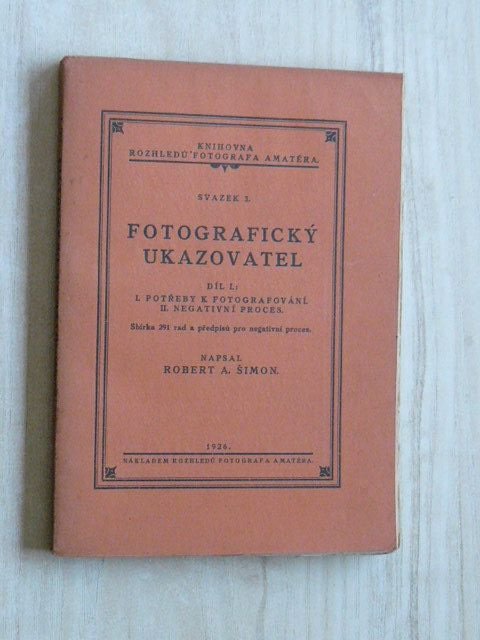 KNIHOVNA
ROZHLEDŮ FOTOGRAFA AMATÉRA.
SVAZEK 3.
FOTOGRAFICKÝ
UKAZOVATEL
DÍL I.:
I. POTŘEBY K FOTOGRAFOVÁNÍ.
II. NEGATIVNÍ PROCES.
Sbírka 291 rad a předpisů pro negativní proces.
NAPSAL
ROBERT A. ŠIMON.
1926.
NÁKLADEM ROZHLEDŮ FOTOGRAFA AMATÉRA.